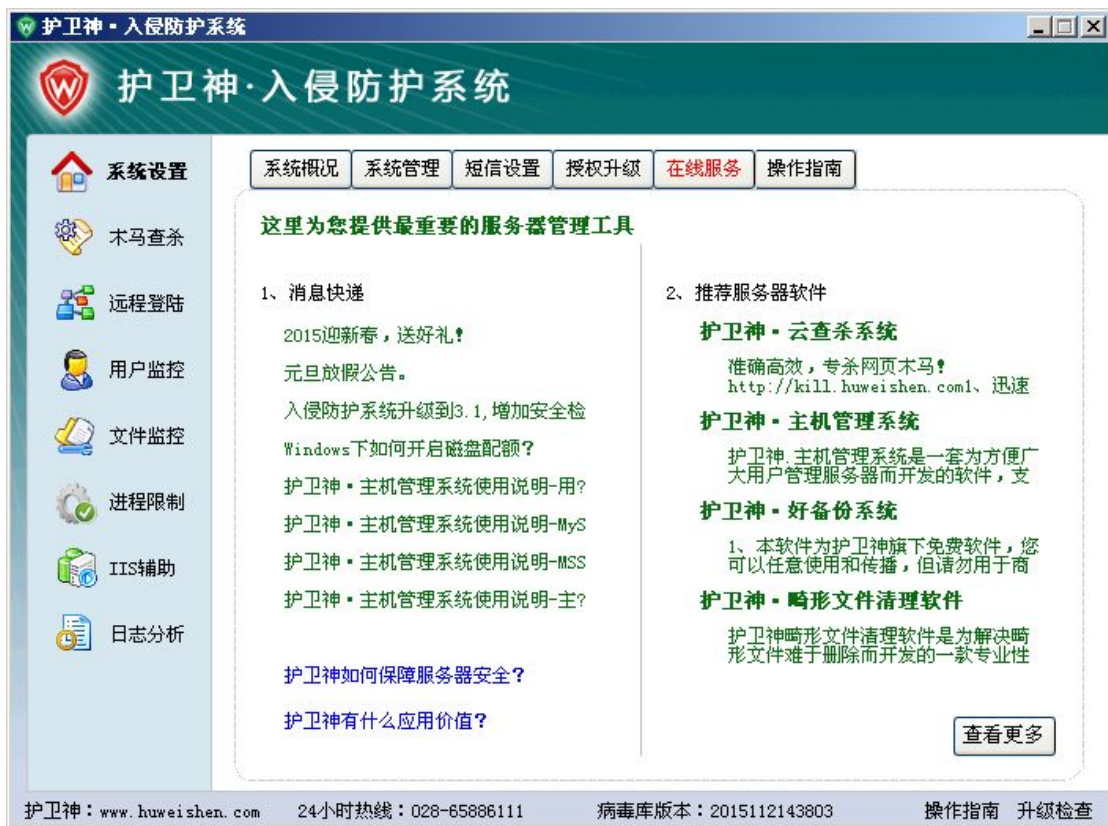 护卫神·入侵防护系统
护卫神·入侵防护系统
系统设置
木马查杀
远程登陆
用户监控
文件监控
进程限制
IIS辅助
日志分析
系统概况 系统管理 短信设置 授权升级 在线服务 操作指南
这里为您提供最重要的服务器管理工具
1、消息快递
2015迎新春，送好礼！
元旦放假公告。
入侵防护系统升级到3.1,增加安全检
Windows下如何开启磁盘配额？
护卫神·主机管理系统使用说明-用?
护卫神·主机管理系统使用说明-MyS
护卫神·主机管理系统使用说明-MSS
护卫神·主机管理系统使用说明-主?
护卫神如何保障服务器安全？
护卫神有什么应用价值？
2、推荐服务器软件
护卫神·云查杀系统
准确高效，专杀网页木马！
http://kill.huweishen.com1、迅速
护卫神·主机管理系统
护卫神.主机管理系统是一套为方便广
大用户管理服务器而开发的软件，支
护卫神·好备份系统
1、本软件为护卫神旗下免费软件，您
可以任意使用和传播，但请勿用于商
护卫神·畸形文件清理软件
护卫神畸形文件清理软件是为解决畸
形文件难于删除而开发的一款专业性
查看更多
护卫神：www.huweishen.com 24小时热线：028-65886111 病毒库版本：2015112143803 操作指南 升级检查